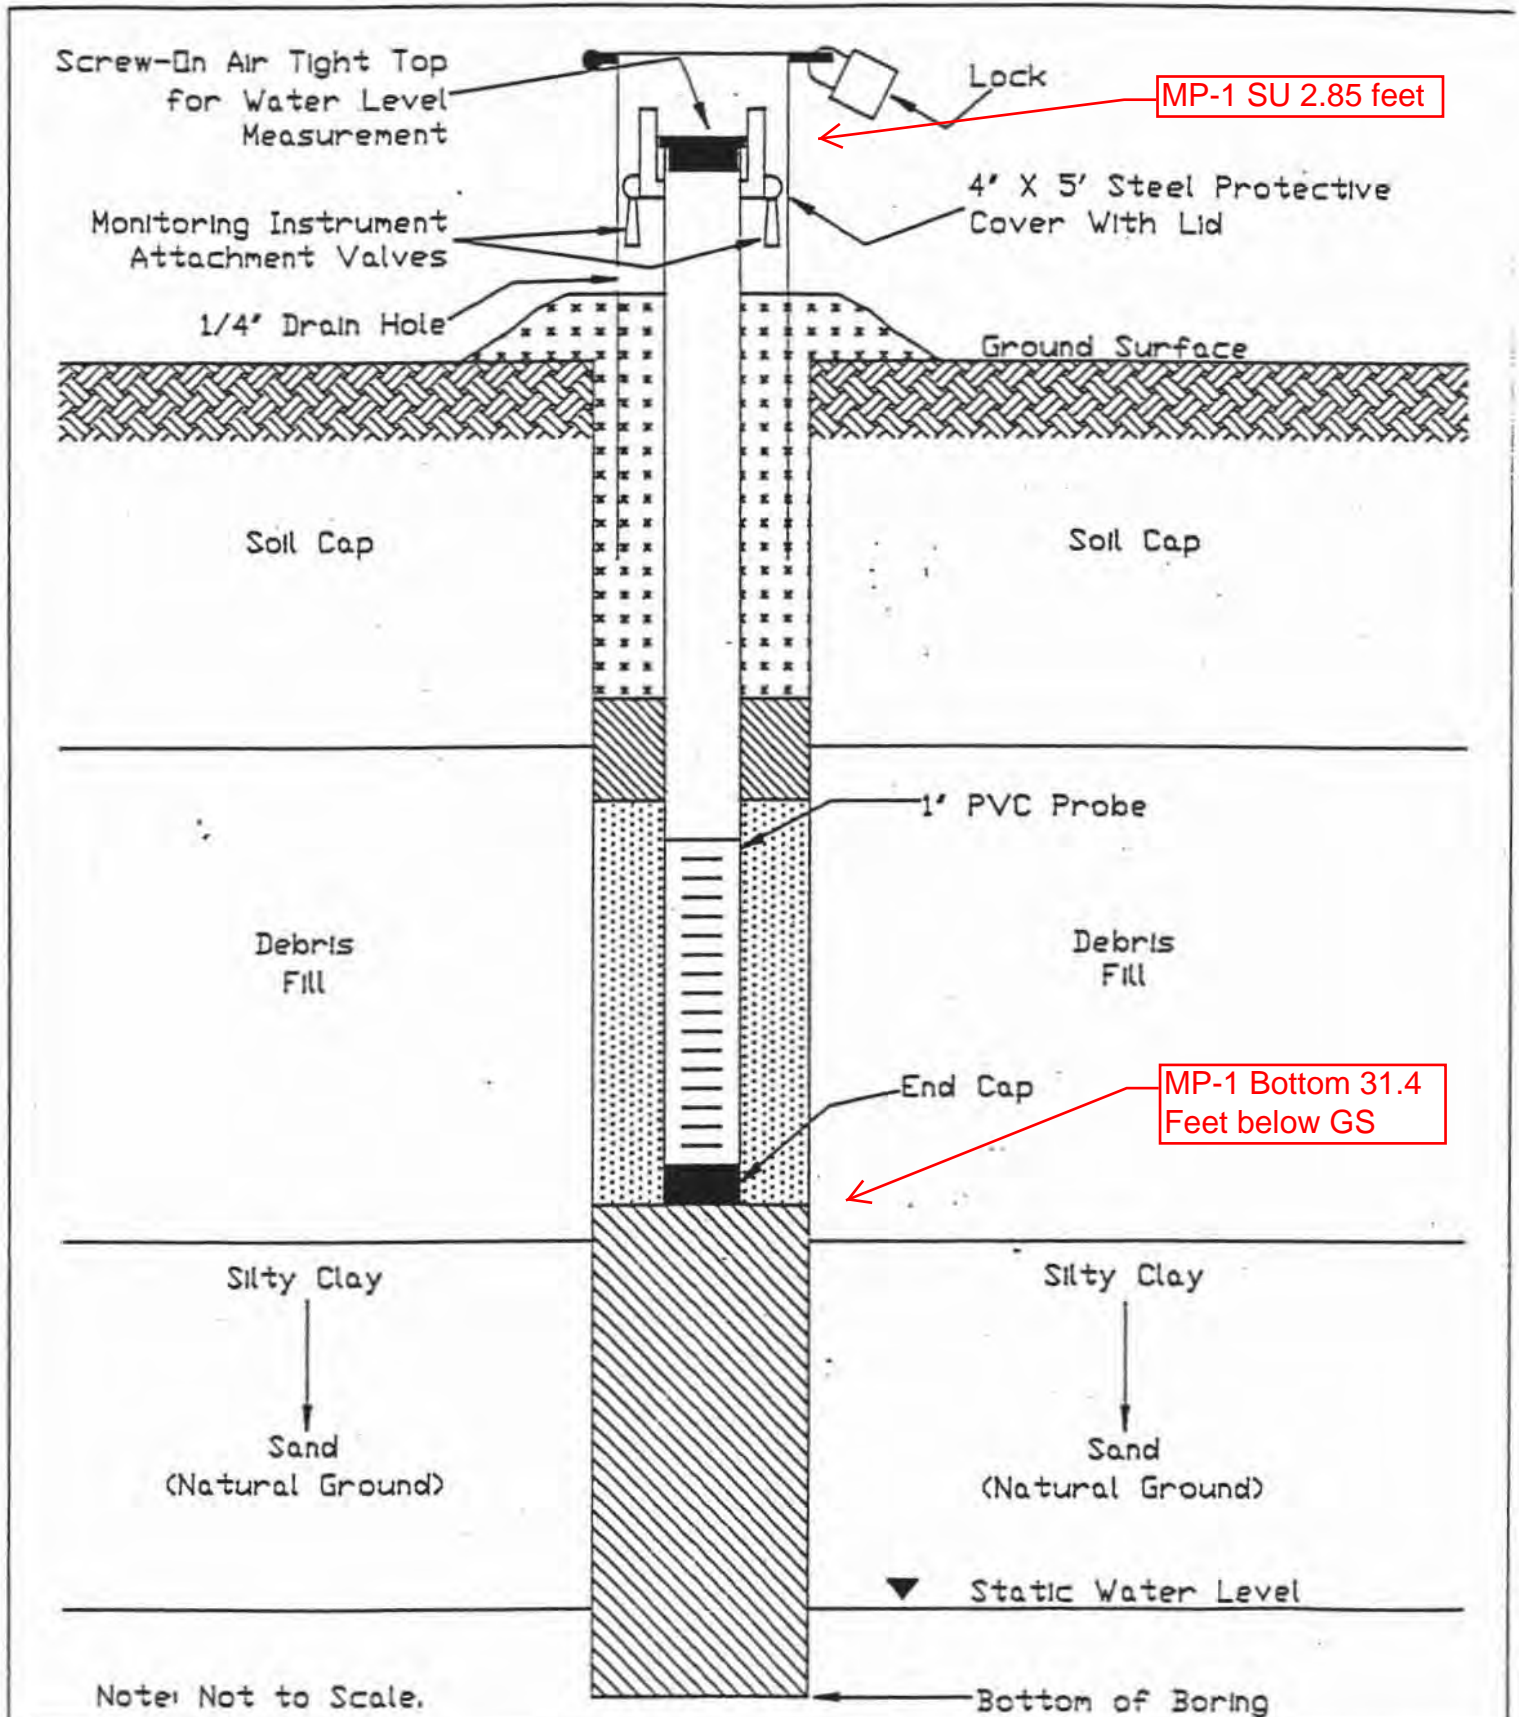 Screw-On Air Tight Top
for Water Level
Measurement
Lock
MP-1 SU 2.85 feet
4" X 5' Steel Protective
Cover With Lid
Monitoring Instrument
Attachment Valves
1/4" Drain Hole
Ground Surface
Soil Cap
Soil Cap
1" PVC Probe
Debris
Fill
Debris
Fill
End Cap
MP-1 Bottom 31.4
Feet below GS
Silty Clay
Silty Clay
Sand
(Natural Ground)
Sand
(Natural Ground)
Static Water Level
Note: Not to Scale.
Bottom of Boring